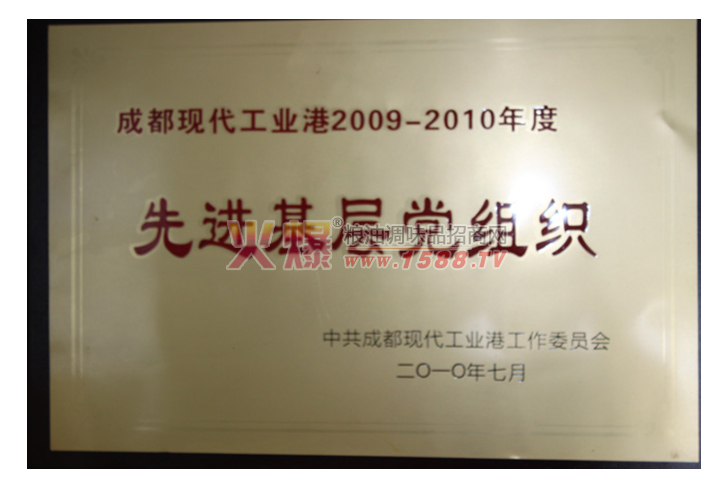 成都现代工业港2009-2010年度
先进基层党组织
火爆®粮油调味品招商网
www.1588.TV
中共成都现代工业港工作委员会
二〇一〇年七月